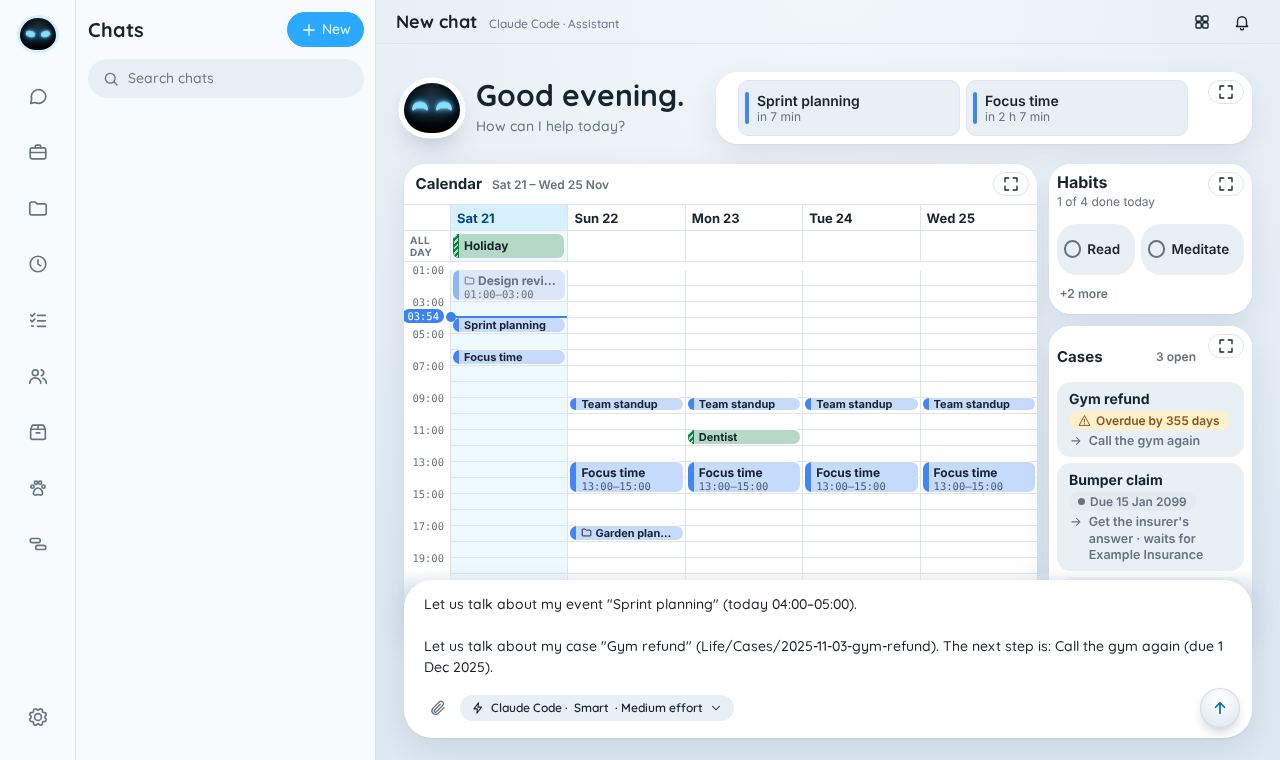 Chats
New
Search chats
New chat Claude Code · Assistant
Good evening.
How can I help today?
Sprint planning
in 7 min
Focus time
in 2 h 7 min
Calendar Sat 21 – Wed 25 Nov
Sat 21 Sun 22 Mon 23 Tue 24 Wed 25
ALL DAY
Holiday
01:00
Design revi…
01:00–03:00
03:00
03:54
Sprint planning
05:00
Focus time
07:00
09:00
Team standup Team standup Team standup Team standup
11:00
Dentist
13:00
Focus time Focus time Focus time Focus time
13:00–15:00 13:00–15:00 13:00–15:00 13:00–15:00
15:00
17:00
Garden plan…
19:00
Habits
1 of 4 done today
Read Meditate
+2 more
Cases 3 open
Gym refund
Overdue by 355 days
→ Call the gym again
Bumper claim
Due 15 Jan 2099
→ Get the insurer's
answer · waits for
Example Insurance
Let us talk about my event "Sprint planning" (today 04:00–05:00).
Let us talk about my case "Gym refund" (Life/Cases/2025-11-03-gym-refund). The next step is: Call the gym again (due 1
Dec 2025).
Claude Code · Smart · Medium effort